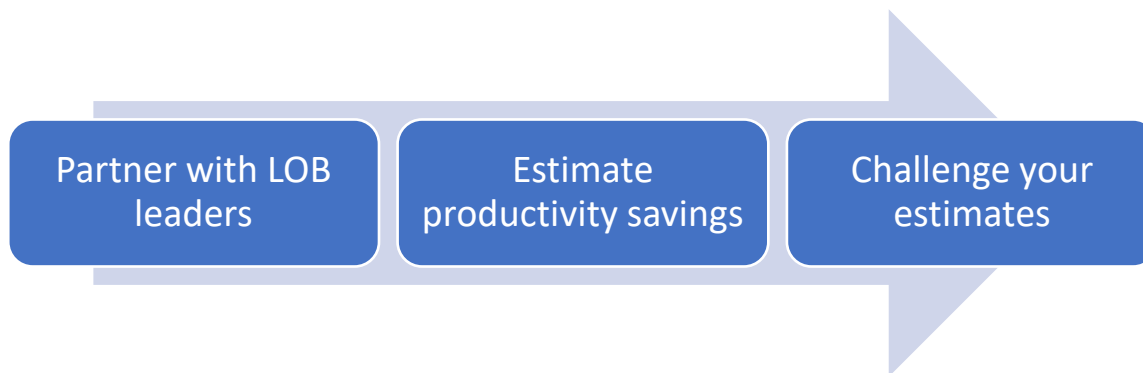 Partner with LOB
leaders
Estimate
productivity savings
Challenge your
estimates